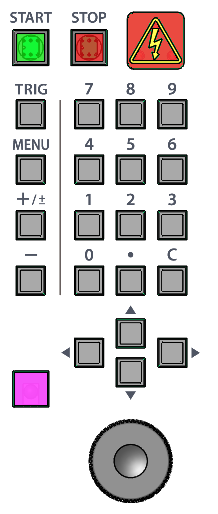 START STOP
TRIG 7 8 9
MENU 4 5 6
+/± 1 2 3
− 0 • C